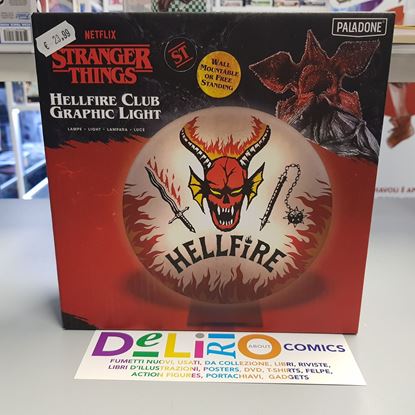 € 29,99
NETFLIX
STRANGER
THINGS
HELLFIRE CLUB
GRAPHIC LIGHT
LAMPE • LIGHT • LAMPARA • LUCE
ST
WALL
MOUNTABLE
OR FREE
STANDING
PALADONE
HELLFIRE
DeLiRiO ABOUT COMICS
FUMETTI NUOVI, USATI, DA COLLEZIONE, LIBRI, RIVISTE,
LIBRI D'ILLUSTRAZIONI, POSTERS, DVD, T-SHIRTS, FELPE,
ACTION FIGURES, PORTACHIAVI, GADGETS